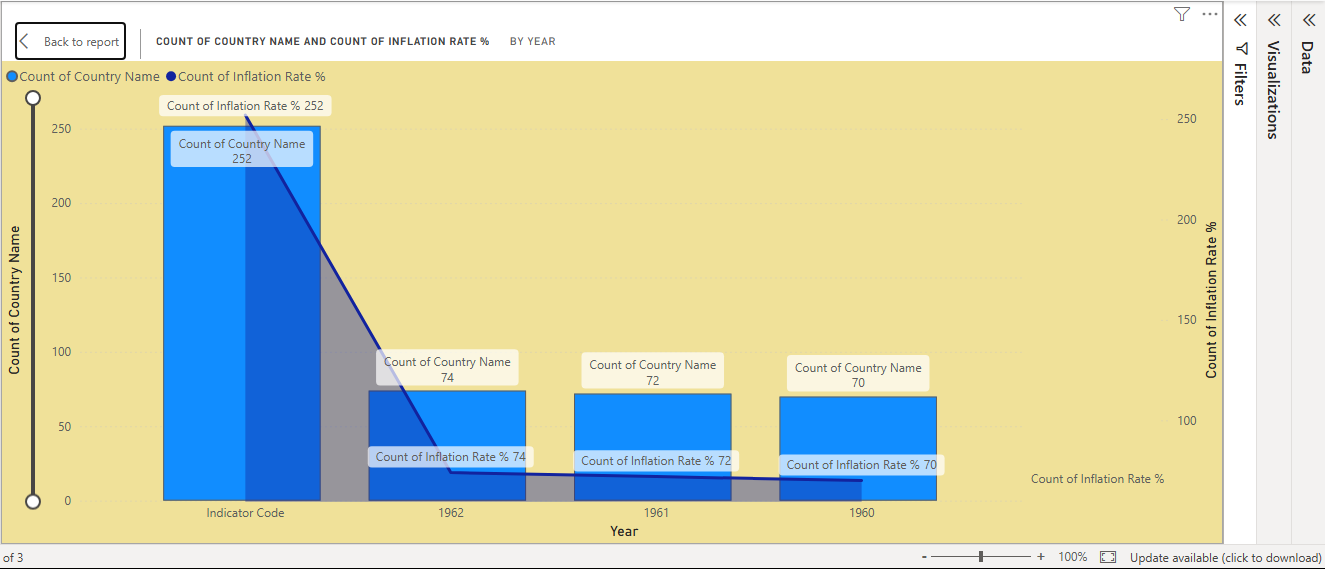 Back to report
COUNT OF COUNTRY NAME AND COUNT OF INFLATION RATE % BY YEAR
Count of Country Name Count of Inflation Rate %
Count of Country Name
250
200
150
100
50
0
Count of Inflation Rate % 252
Count of Country Name
252
Count of Country Name
74
Count of Country Name
72
Count of Country Name
70
Count of Inflation Rate % 74
Count of Inflation Rate % 72
Count of Inflation Rate % 70
Count of Inflation Rate %
250
200
150
100
Count of Inflation Rate %
Indicator Code 1962 1961 1960
Year
Filters
Visualizations
Data
of 3
- + 100% Update available (click to download)